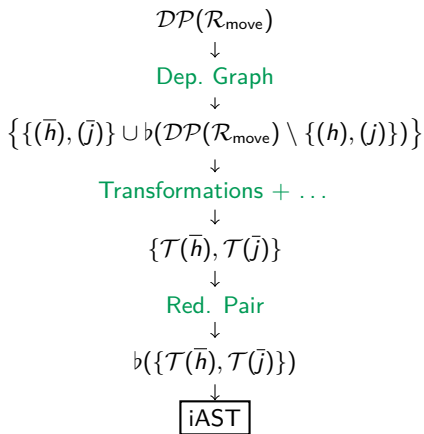 𝒟𝒫(ℛ_move)
↓
Dep. Graph
↓
{{(h̅), (j̅)} ∪ ♭(𝒟𝒫(ℛ_move) \ {(h), (j)})}
↓
Transformations + …
↓
{𝒯(h̅), 𝒯(j̅)}
↓
Red. Pair
↓
♭({𝒯(h̅), 𝒯(j̅)})
↓
iAST